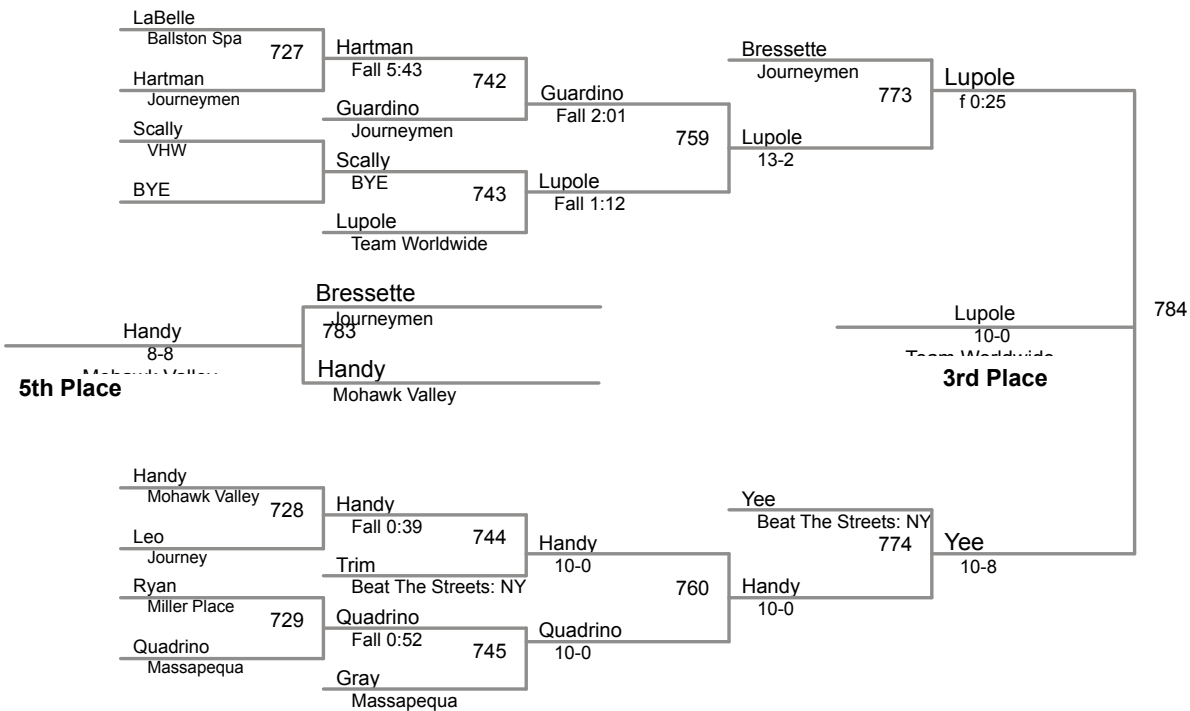 LaBelle
Ballston Spa
727
Hartman
Journeymen
Scally
VHW
BYE
Hartman
Fall 5:43
742
Guardino
Journeymen
Scally
BYE
743
Lupole
Team Worldwide
Guardino
Fall 2:01
759
Lupole
Fall 1:12
Bressette
Journeymen
773
Lupole
13-2
Lupole
f 0:25
784
Lupole
10-0
Team Worldwide
3rd Place
Bressette
Journeymen
783
Handy
Mohawk Valley
Handy
8-8
Mohawk Valley
5th Place
Handy
Mohawk Valley
728
Leo
Journey
Ryan
Miller Place
729
Quadrino
Massapequa
Handy
Fall 0:39
744
Trim
Beat The Streets: NY
Quadrino
Fall 0:52
745
Gray
Massapequa
Handy
10-0
760
Quadrino
10-0
Yee
Beat The Streets: NY
774
Handy
10-0
Yee
10-8